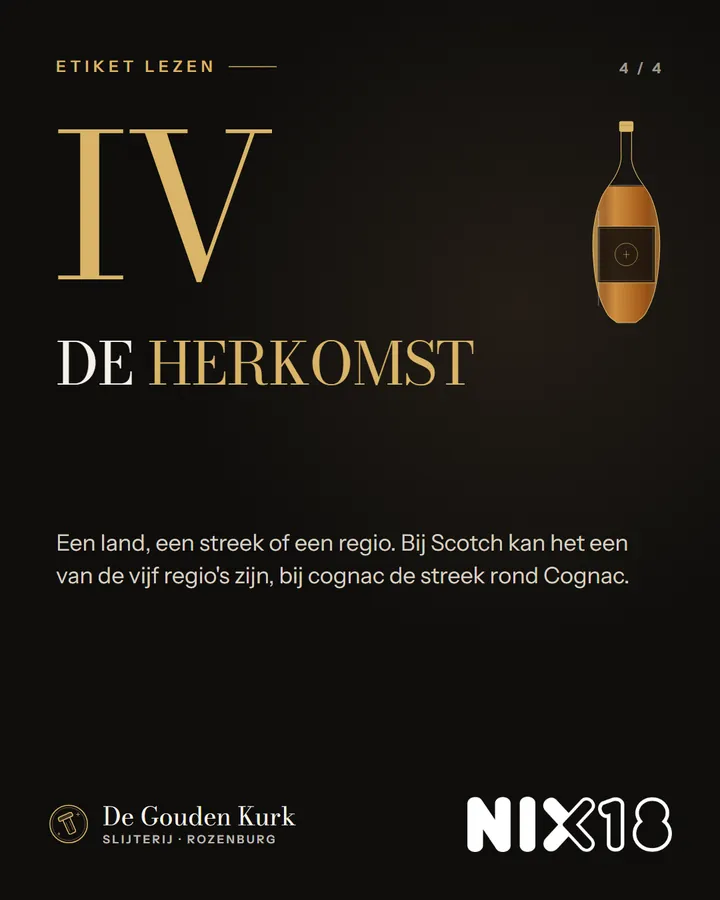 ETIKET LEZEN
4 / 4
IV
DE HERKOMST
Een land, een streek of een regio. Bij Scotch kan het een
van de vijf regio's zijn, bij cognac de streek rond Cognac.
De Gouden Kurk
SLIJTERIJ · ROZENBURG
NIX18